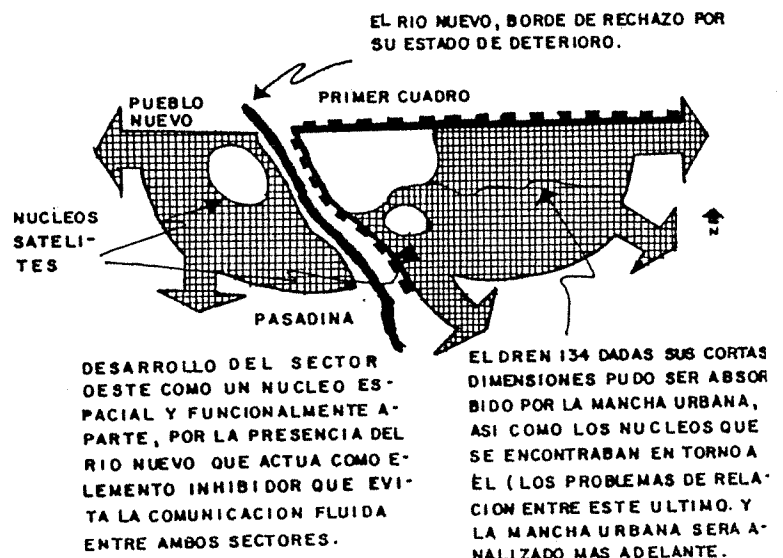 EL RIO NUEVO, BORDE DE RECHAZO POR
SU ESTADO DE DETERIORO.
PUEBLO
NUEVO
PRIMER CUADRO
NUCLEOS
SATELI-
TES
N
PASADINA
DESARROLLO DEL SECTOR
OESTE COMO UN NUCLEO ES-
PACIAL Y FUNCIONALMENTE A-
PARTE, POR LA PRESENCIA DEL
RIO NUEVO QUE ACTUA COMO E-
LEMENTO INHIBIDOR QUE EVI-
TA LA COMUNICACION FLUIDA
ENTRE AMBOS SECTORES.
EL DREN 134 DADAS SUS CORTAS
DIMENSIONES PUDO SER ABSOR
BIDO POR LA MANCHA URBANA,
ASI COMO LOS NUCLEOS QUE
SE ENCONTRABAN EN TORNO A
ÉL (LOS PROBLEMAS DE RELA-
CION ENTRE ESTE ULTIMO. Y
LA MANCHA URBANA SERA A-
NALIZADO MAS ADELANTE.